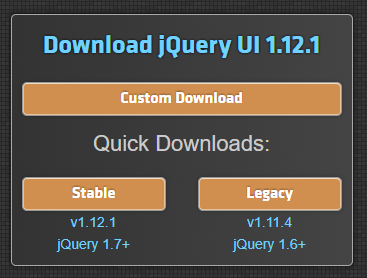 Download jQuery UI 1.12.1
Custom Download
Quick Downloads:
Stable
Legacy
v1.12.1
v1.11.4
jQuery 1.7+
jQuery 1.6+